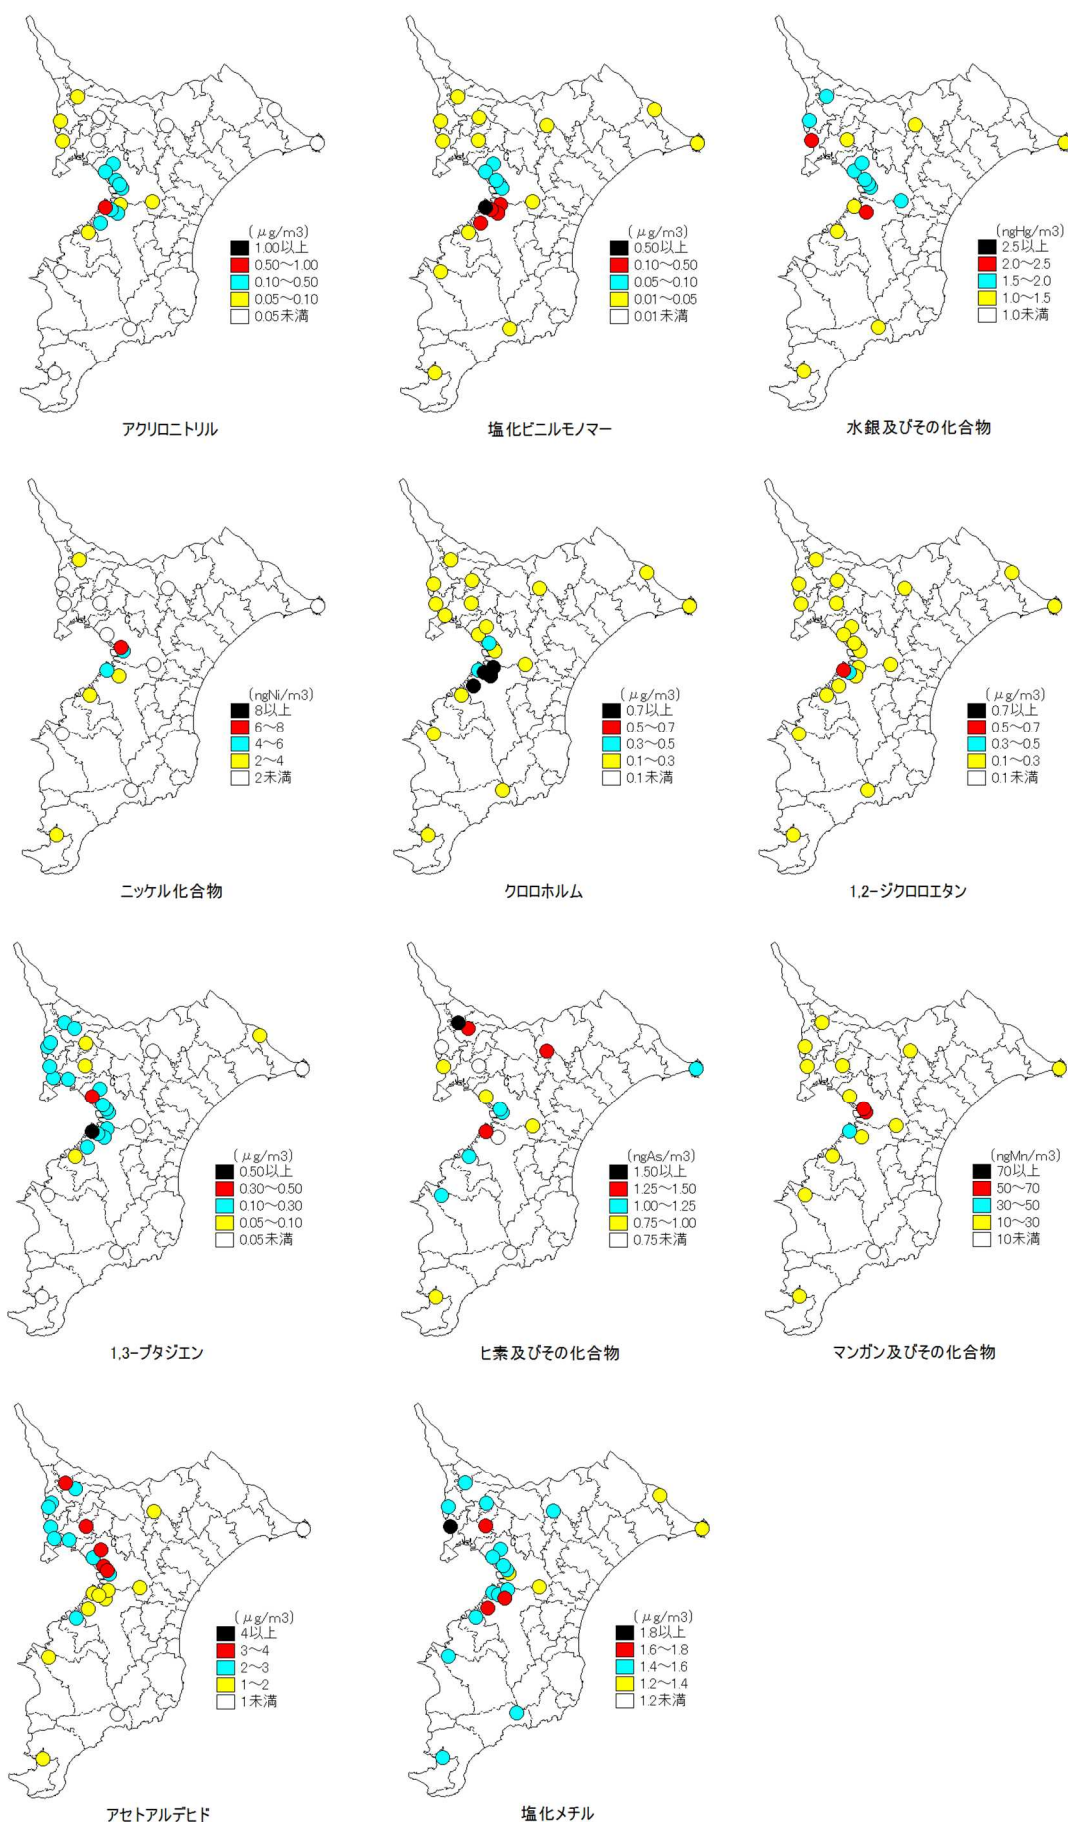 (μg/m3)
1.00以上
0.50～1.00
0.10～0.50
0.05～0.10
0.05未満
アクリロニトリル
(μg/m3)
0.50以上
0.10～0.50
0.05～0.10
0.01～0.05
0.01未満
塩化ビニルモノマー
(ngHg/m3)
2.5以上
2.0～2.5
1.5～2.0
1.0～1.5
1.0未満
水銀及びその化合物
(ngNi/m3)
8以上
6～8
4～6
2～4
2未満
ニッケル化合物
(μg/m3)
0.7以上
0.5～0.7
0.3～0.5
0.1～0.3
0.1未満
クロロホルム
(μg/m3)
0.7以上
0.5～0.7
0.3～0.5
0.1～0.3
0.1未満
1,2-ジクロロエタン
(μg/m3)
0.50以上
0.30～0.50
0.10～0.30
0.05～0.10
0.05未満
1,3-ブタジエン
(ngAs/m3)
1.50以上
1.25～1.50
1.00～1.25
0.75～1.00
0.75未満
ヒ素及びその化合物
(ngMn/m3)
70以上
50～70
30～50
10～30
10未満
マンガン及びその化合物
(μg/m3)
4以上
3～4
2～3
1～2
1未満
アセトアルデヒド
(μg/m3)
1.8以上
1.6～1.8
1.4～1.6
1.2～1.4
1.2未満
塩化メチル